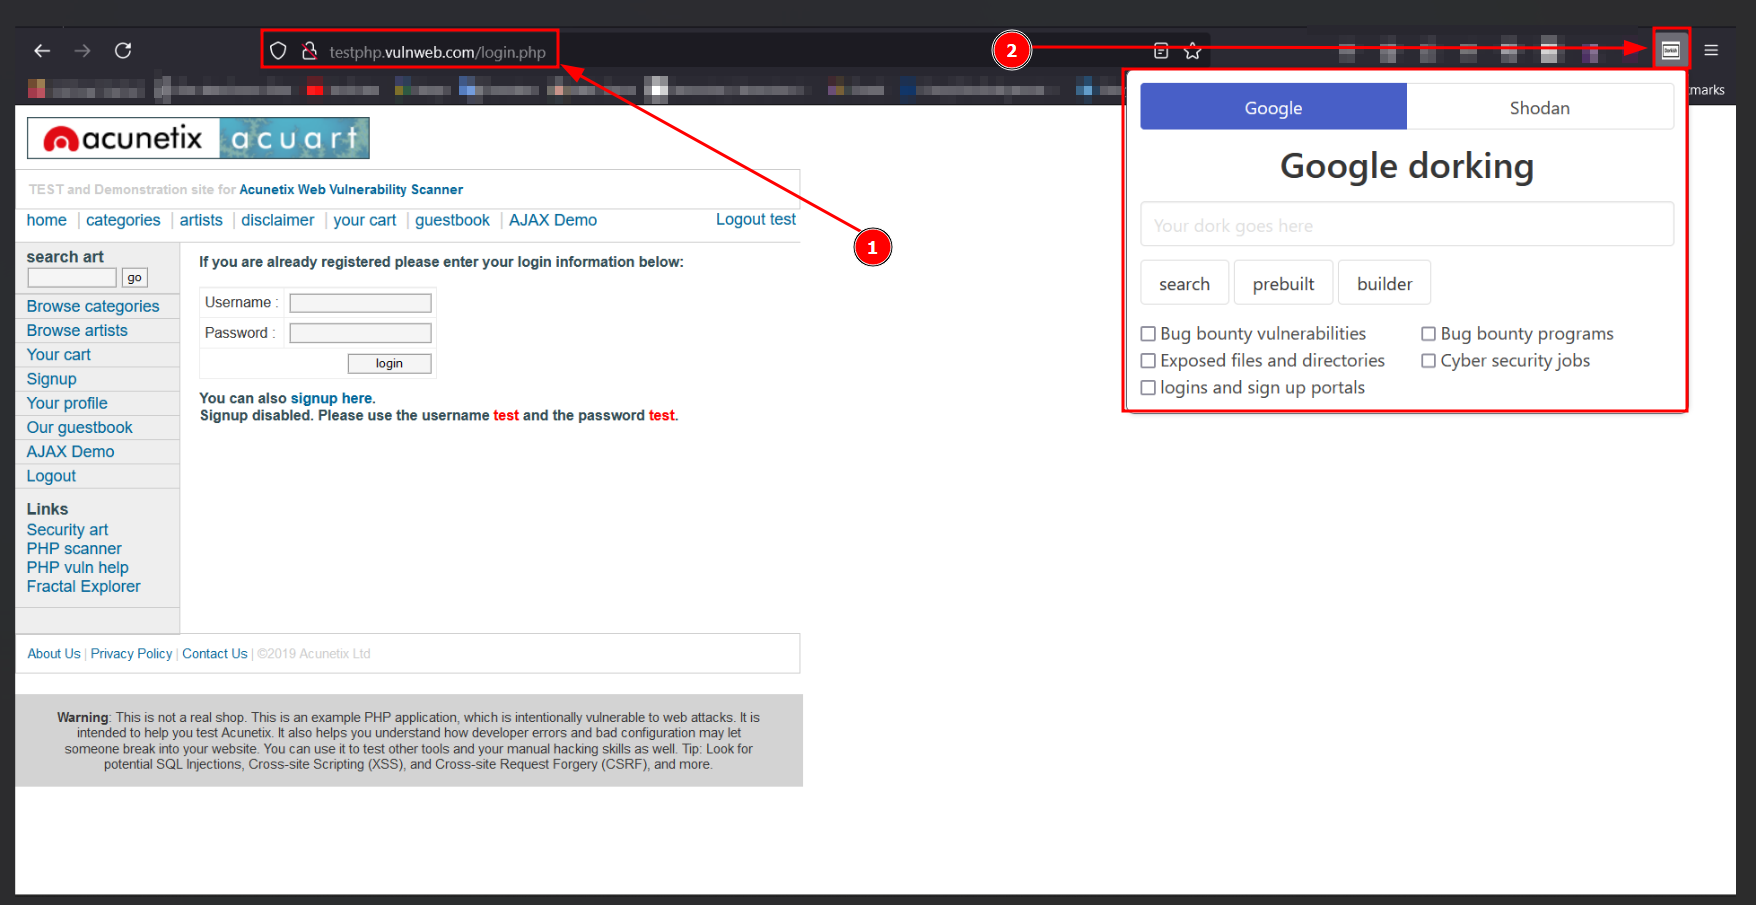 testphp.vulnweb.com/login.php
2
marks
acunetix acuart
TEST and Demonstration site for Acunetix Web Vulnerability Scanner
home | categories | artists | disclaimer | your cart | guestbook | AJAX Demo
Logout test
1
search art
go
Browse categories
Browse artists
Your cart
Signup
Your profile
Our guestbook
AJAX Demo
Logout
Links
Security art
PHP scanner
PHP vuln help
Fractal Explorer
If you are already registered please enter your login information below:
Username :
Password :
login
You can also signup here.
Signup disabled. Please use the username test and the password test.
About Us | Privacy Policy | Contact Us | ©2019 Acunetix Ltd
Warning: This is not a real shop. This is an example PHP application, which is intentionally vulnerable to web attacks. It is
intended to help you test Acunetix. It also helps you understand how developer errors and bad configuration may let
someone break into your website. You can use it to test other tools and your manual hacking skills as well. Tip: Look for
potential SQL Injections, Cross-site Scripting (XSS), and Cross-site Request Forgery (CSRF), and more.
Google
Shodan
Google dorking
Your dork goes here
search
prebuilt
builder
Bug bounty vulnerabilities
Bug bounty programs
Exposed files and directories
Cyber security jobs
logins and sign up portals